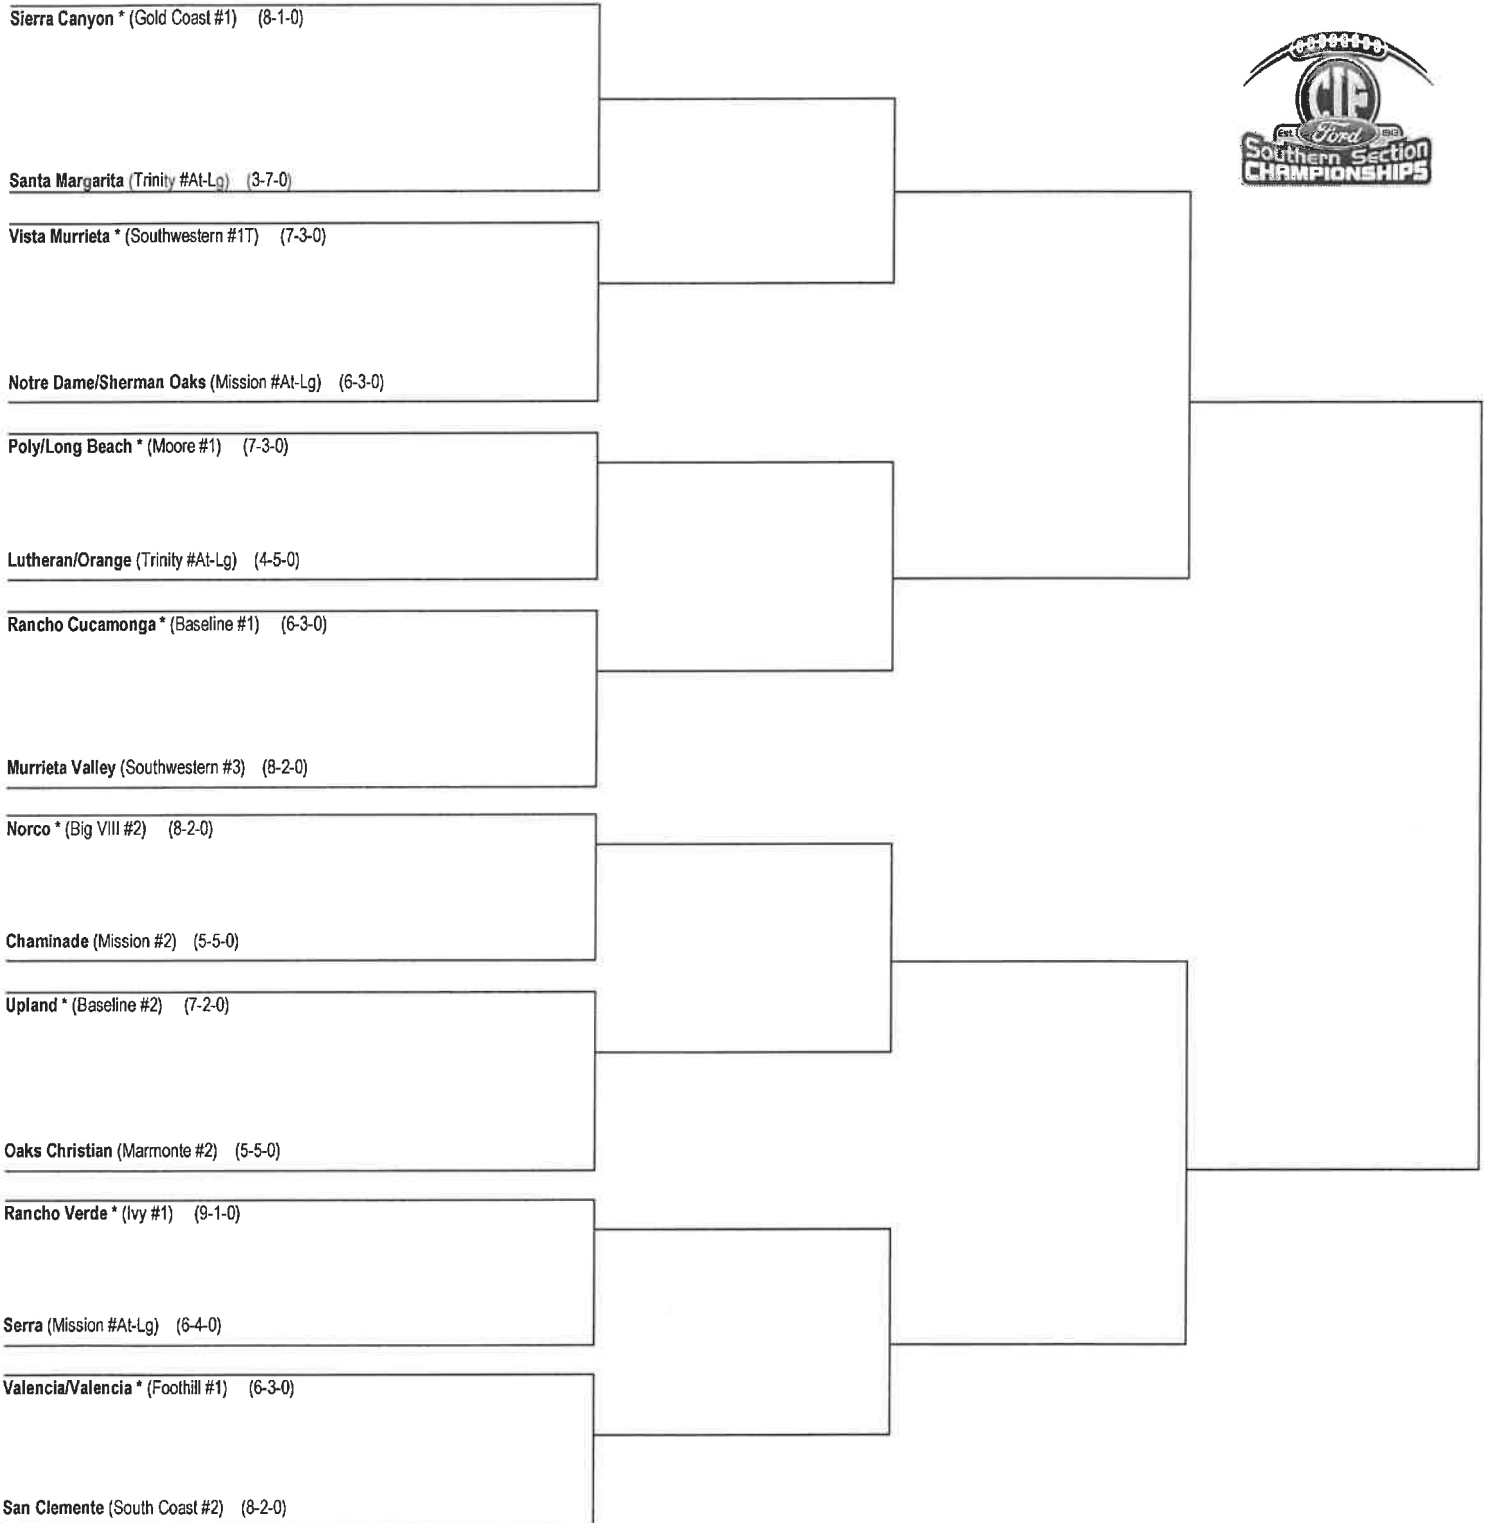 Sierra Canyon * (Gold Coast #1) (8-1-0)
CIF
Est. Ford 1913
Southern Section
CHAMPIONSHIPS
Santa Margarita (Trinity #At-Lg) (3-7-0)
Vista Murrieta * (Southwestern #1T) (7-3-0)
Notre Dame/Sherman Oaks (Mission #At-Lg) (6-3-0)
Poly/Long Beach * (Moore #1) (7-3-0)
Lutheran/Orange (Trinity #At-Lg) (4-5-0)
Rancho Cucamonga * (Baseline #1) (6-3-0)
Murrieta Valley (Southwestern #3) (8-2-0)
Norco * (Big VIII #2) (8-2-0)
Chaminade (Mission #2) (5-5-0)
Upland * (Baseline #2) (7-2-0)
Oaks Christian (Marmonte #2) (5-5-0)
Rancho Verde * (Ivy #1) (9-1-0)
Serra (Mission #At-Lg) (6-4-0)
Valencia/Valencia * (Foothill #1) (6-3-0)
San Clemente (South Coast #2) (8-2-0)